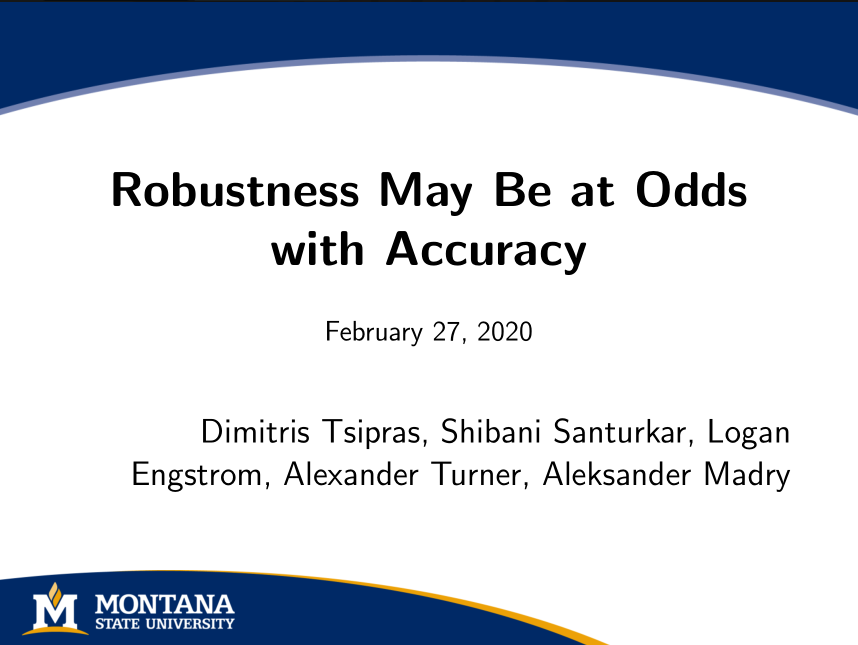 Robustness May Be at Odds
with Accuracy
February 27, 2020
Dimitris Tsipras, Shibani Santurkar, Logan
Engstrom, Alexander Turner, Aleksander Madry
M MONTANA
STATE UNIVERSITY